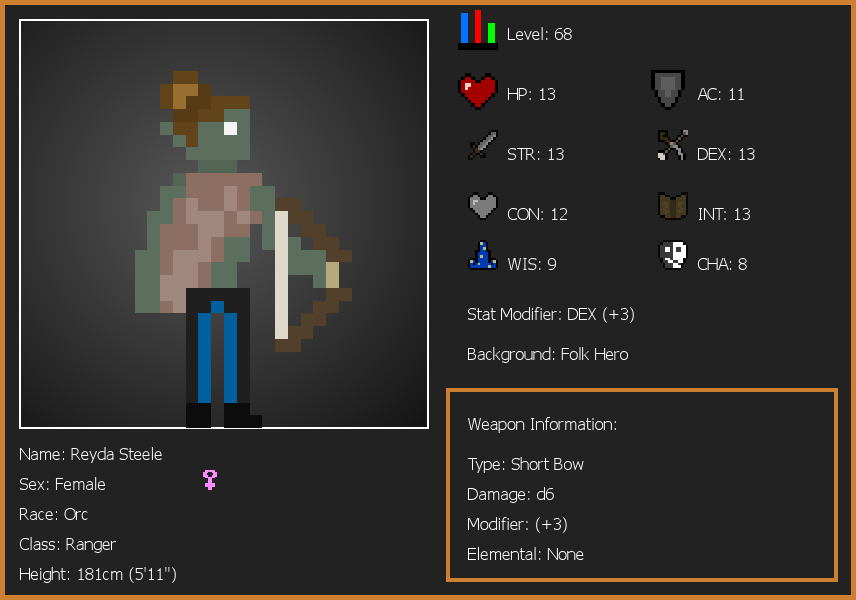 Level: 68
HP: 13
AC: 11
STR: 13
DEX: 13
CON: 12
INT: 13
WIS: 9
CHA: 8
Stat Modifier: DEX (+3)
Background: Folk Hero
Weapon Information:
Type: Short Bow
Damage: d6
Modifier: (+3)
Elemental: None
Name: Reyda Steele
Sex: Female
Race: Orc
Class: Ranger
Height: 181cm (5'11")